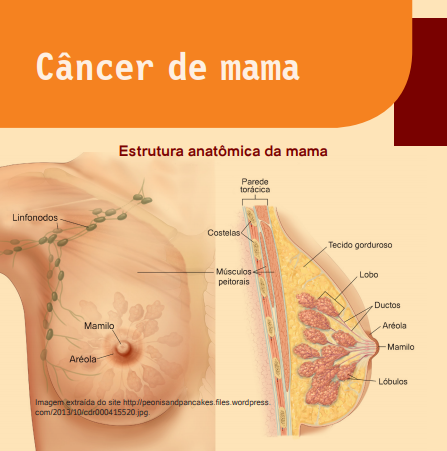 Câncer de mama
Estrutura anatômica da mama
Parede
torácica
Linfonodos
Costelas
Tecido gorduroso
Músculos
peitorais
Lobo
Ductos
Mamilo
Aréola
Aréola
Mamilo
Lóbulos
Imagem extraída do site http://peonisandpancakes.files.wordpress.
com/2013/10/cdr000415520.jpg.